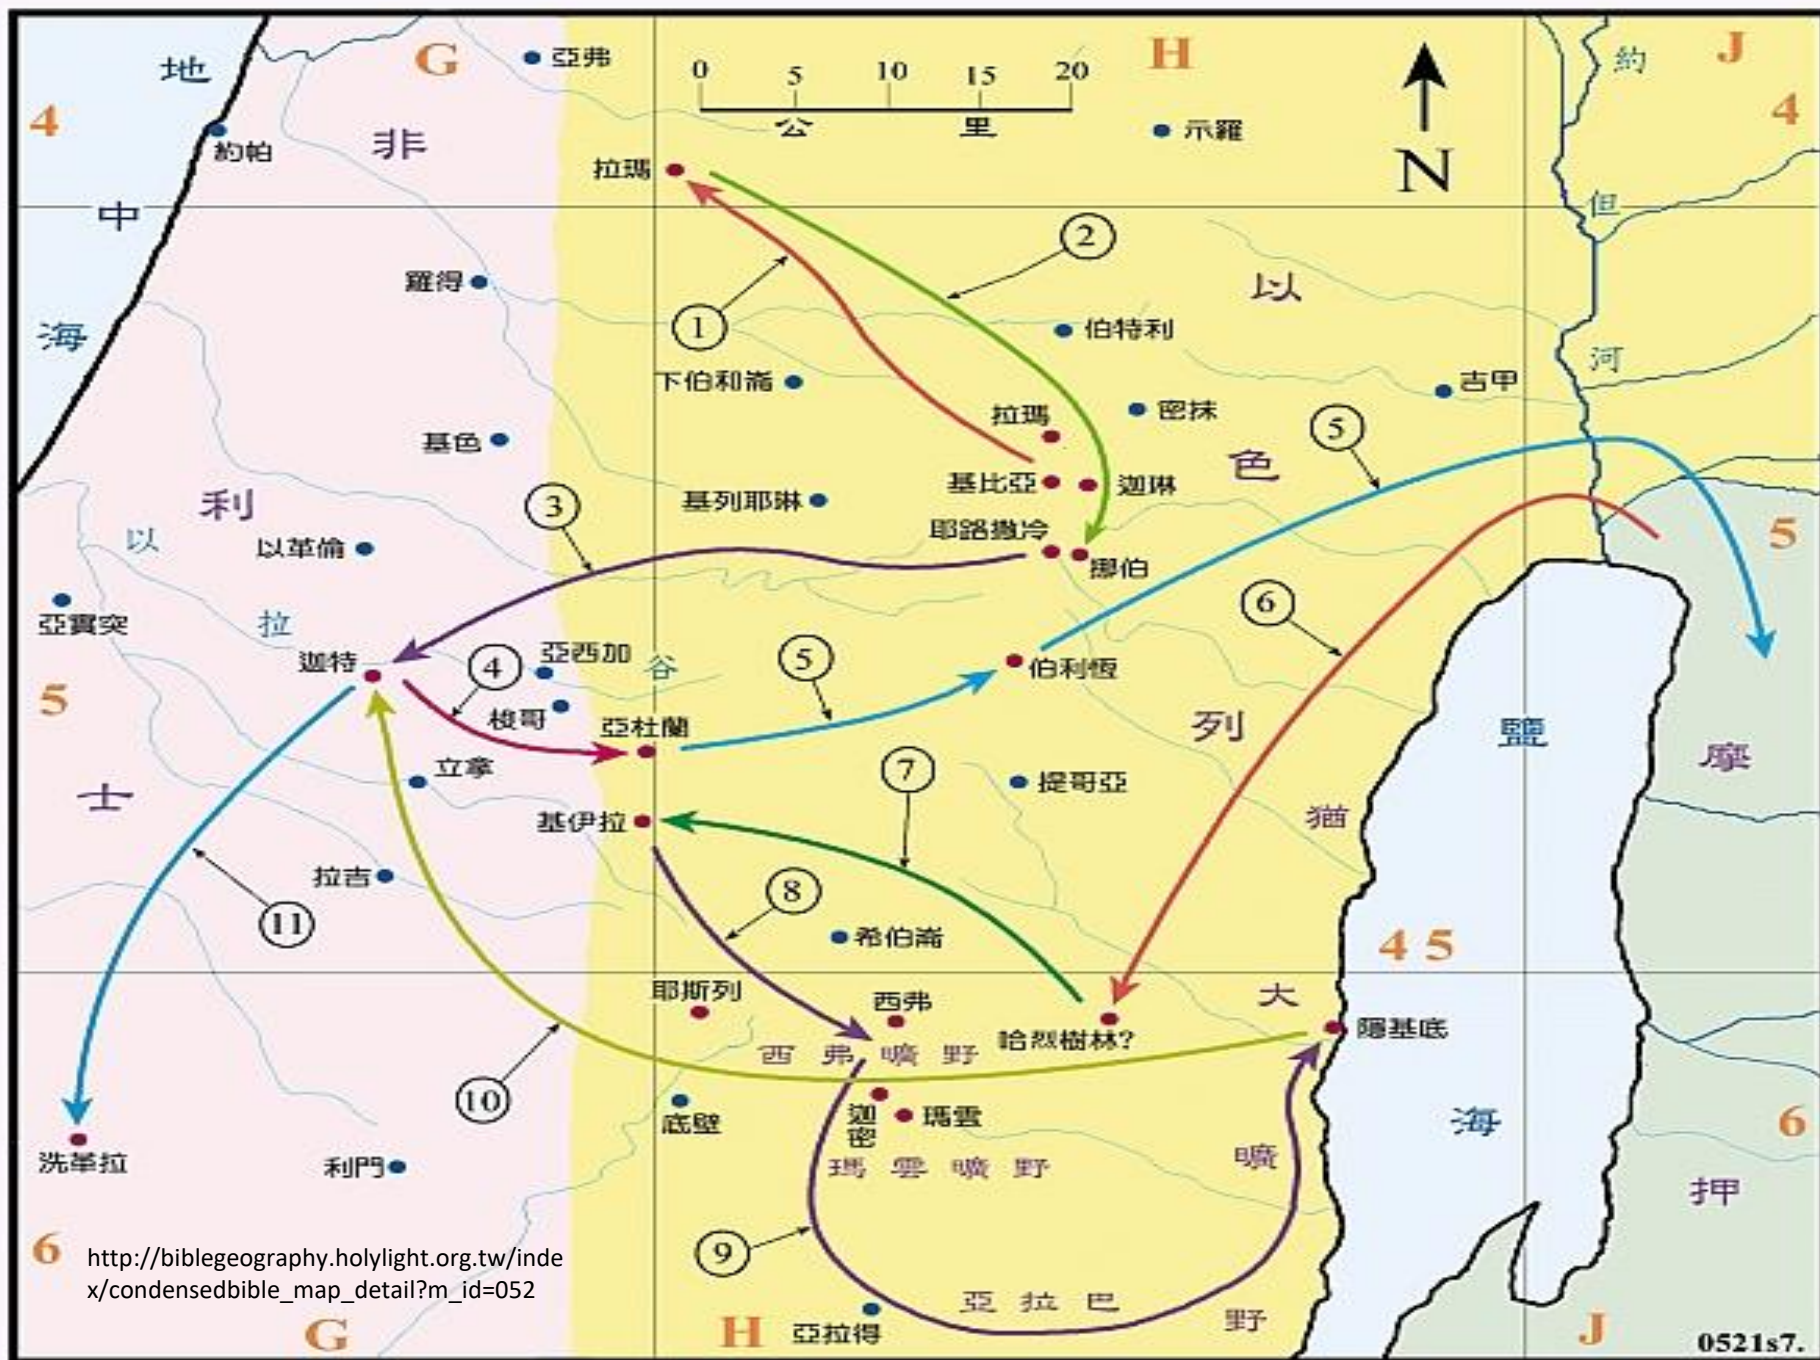 G
H
J
亞弗
0 5 10 15 20
公 里
N
地
中
海
約
但
河
4
4
約帕
非
示羅
拉瑪
②
①
羅得
以
伯特利
下伯和崙
吉甲
拉瑪
密抹
⑤
基色
色
基比亞
迦琳
利
③
基列耶琳
耶路撒冷
挪伯
5
以
以革倫
亞實突
拉
⑥
迦特
④
亞西加
谷
⑤
伯利恆
5
梭哥
亞杜蘭
列
鹽
摩
士
立拿
⑦
提哥亞
基伊拉
猶
拉吉
⑧
⑪
希伯崙
4 5
耶斯列
西弗
大
哈烈樹林?
隱基底
西弗曠野
⑩
底壁
迦密
瑪雲
海
6
洗革拉
利門
瑪雲曠野
曠
押
6
http://biblegeography.holylight.org.tw/inde
x/condensedbible_map_detail?m_id=052
⑨
亞拉巴
野
G
H
亞拉得
J
0521s7.